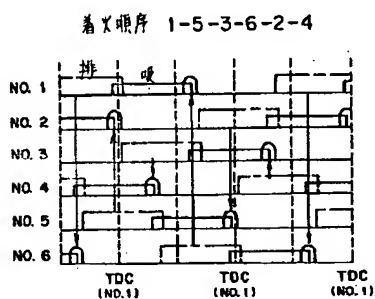 着火順序 1-5-3-6-2-4
排 吸
NO. 1
NO. 2
NO. 3
NO. 4
NO. 5
NO. 6
TDC TDC TDC
(NO.1) (NO.1) (NO.1)